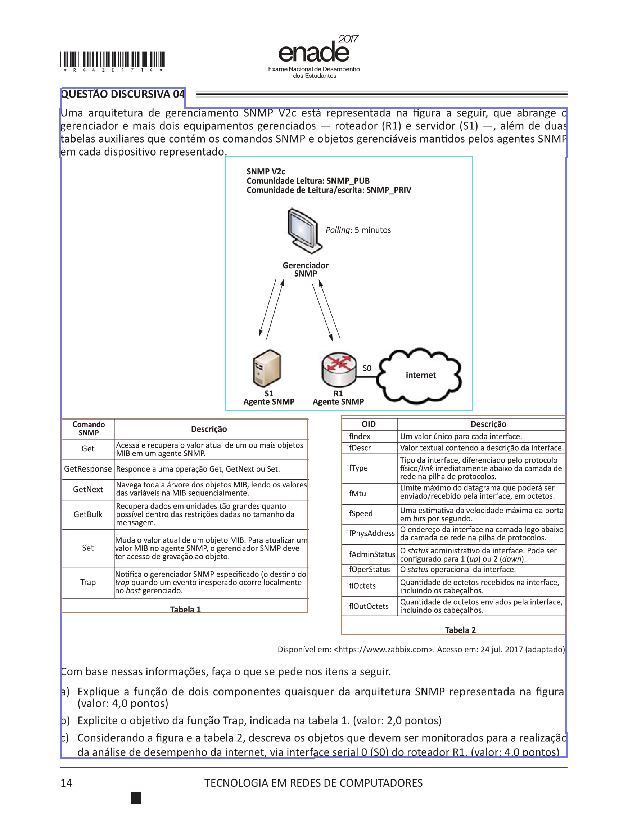 2017
enade
Exame Nacional de Desempenho
dos Estudantes
QUESTÃO DISCURSIVA 04
Uma arquitetura de gerenciamento SNMP V2c está representada na figura a seguir, que abrange o
gerenciador e mais dois equipamentos gerenciados — roteador (R1) e servidor (S1) —, além de duas
tabelas auxiliares que contém os comandos SNMP e objetos gerenciáveis mantidos pelos agentes SNMP
em cada dispositivo representado.
SNMP V2c
Comunidade Leitura: SNMP_PUB
Comunidade de Leitura/escrita: SNMP_PRIV
Polling: 5 minutos
Gerenciador
SNMP
S0
internet
S1
Agente SNMP
R1
Agente SNMP
Comando
SNMP
Descrição
Get
Acessa e recupera o valor atual de um ou mais objetos
MIB em um agente SNMP.
GetResponse
Responde a uma operação Get, GetNext ou Set.
GetNext
Navega toda a árvore dos objetos MIB, lendo os valores
das variáveis na MIB sequencialmente.
GetBulk
Recupera dados em unidades tão grandes quanto
possível dentro das restrições dadas no tamanho da
mensagem.
Set
Muda o valor atual de um objeto MIB. Para atualizar um
valor MIB no agente SNMP, o gerenciador SNMP deve
ter acesso de gravação ao objeto.
Trap
Notifica o gerenciador SNMP especificado (o destino do
trap quando um evento inesperado ocorre localmente
no host gerenciado.
Tabela 1
OID
Descrição
fIndex
Um valor único para cada interface.
fDescr
Valor textual contendo a descrição da interface
fType
Tipo da interface, diferenciado pelo protocolo
físico/link imediatamente abaixo da camada de
rede na pilha de protocolos.
fMtu
Limite máximo do datagrama que poderá ser
enviado/recebido pela interface, em octetos.
fSpeed
Uma estimativa da velocidade máxima da porta
em bits por segundo.
fPhysAddress
O endereço da interface na camada logo abaixo
da camada de rede na pilha de protocolos.
fAdminStatus
O status administrativo da interface. Pode ser
configurado para 1 (up) ou 2 (down).
fOperStatus
O status operacional da interface.
fIOctets
Quantidade de octetos recebidos na interface,
incluindo os cabeçalhos.
fIOutOctets
Quantidade de octetos enviados pela interface,
incluindo os cabeçalhos.
Tabela 2
Disponível em: <https://www.zabbix.com>. Acesso em: 24 jul. 2017 (adaptado)
Com base nessas informações, faça o que se pede nos itens a seguir.
a) Explique a função de dois componentes quaisquer da arquitetura SNMP representada na figura
(valor: 4,0 pontos)
b) Explicite o objetivo da função Trap, indicada na tabela 1. (valor: 2,0 pontos)
c) Considerando a figura e a tabela 2, descreva os objetos que devem ser monitorados para a realização
da análise de desempenho da internet, via interface serial 0 (S0) do roteador R1. (valor: 4,0 pontos)
14
TECNOLOGIA EM REDES DE COMPUTADORES